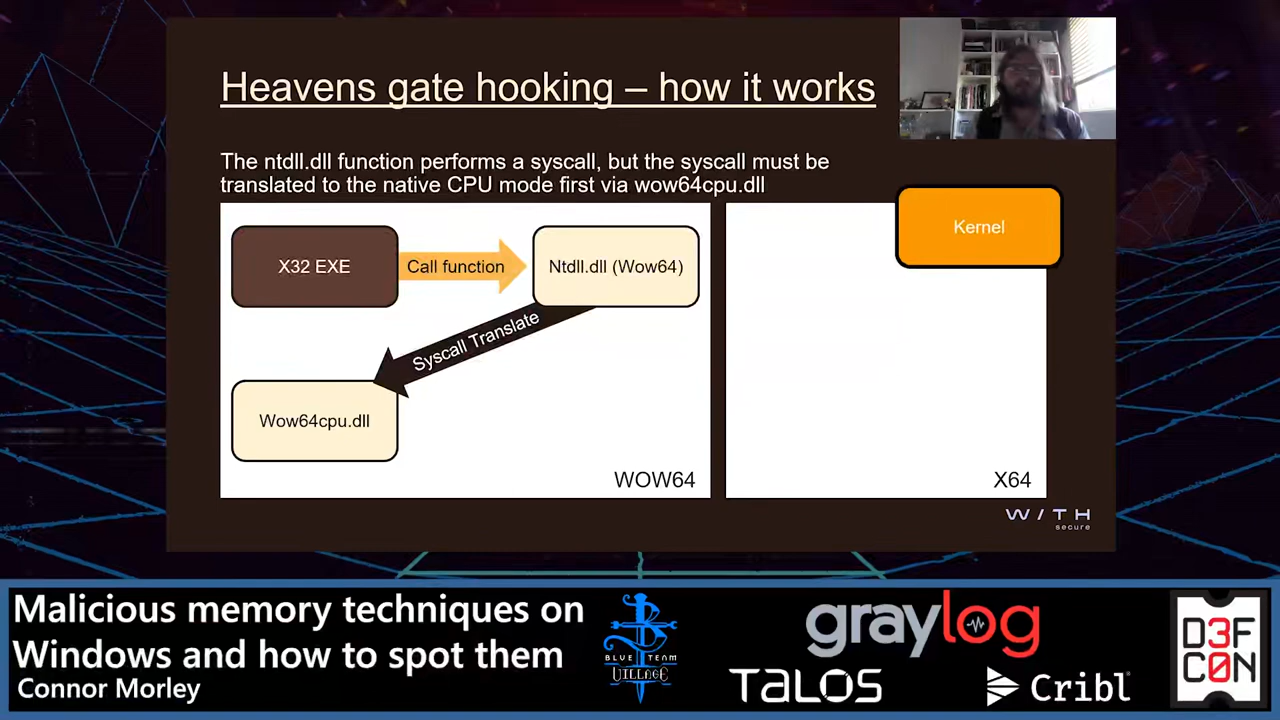 Heavens gate hooking – how it works
The ntdll.dll function performs a syscall, but the syscall must be
translated to the native CPU mode first via wow64cpu.dll
Kernel
X32 EXE
Call function
Ntdll.dll (Wow64)
Syscall Translate
Wow64cpu.dll
WOW64
X64
W/TH
secure
Malicious memory techniques on
Windows and how to spot them
Connor Morley
BLUE TEAM
VILLAGE
graylog
TALOS
Cribl
D3F
C0N